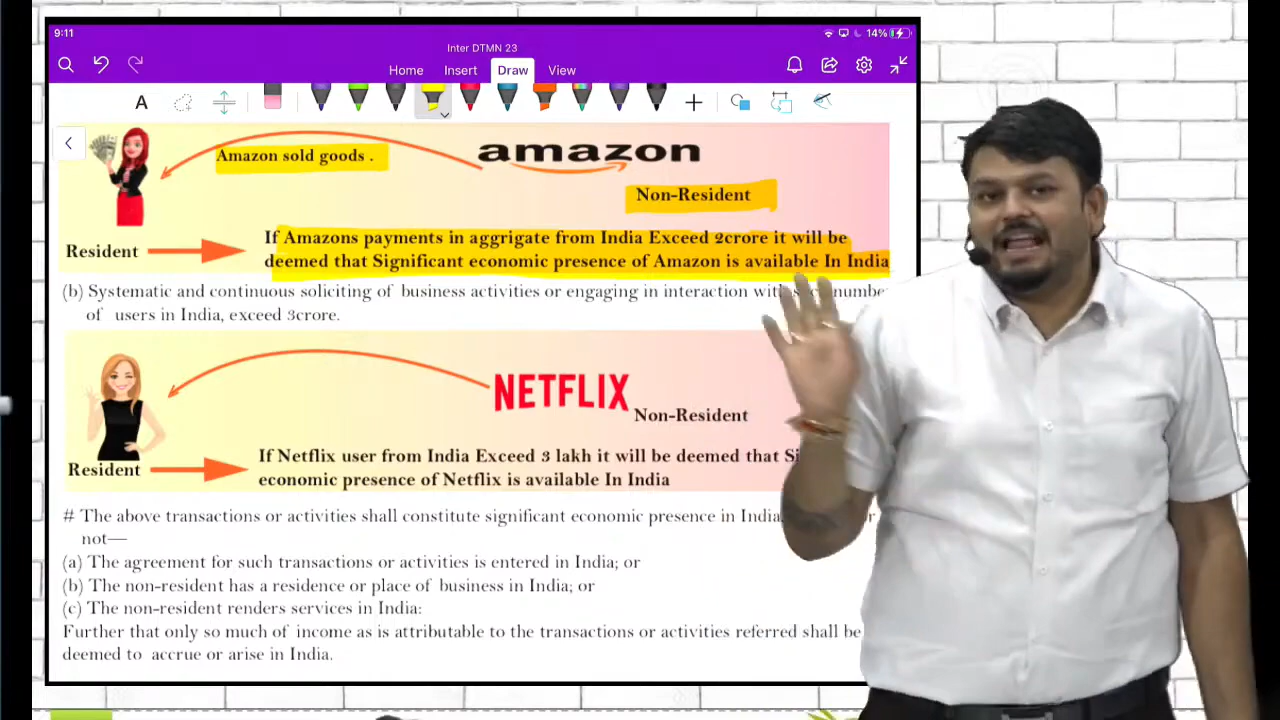 9:11
14%
Inter DTMN 23
Home Insert Draw View
A
Amazon sold goods .
amazon
Non-Resident
Resident
If Amazons payments in aggrigate from India Exceed 2crore it will be
deemed that Significant economic presence of Amazon is available In India
(b) Systematic and continuous soliciting of business activities or engaging in interaction with such number
of users in India, exceed 3crore.
NETFLIX
Non-Resident
Resident
If Netflix user from India Exceed 3 lakh it will be deemed that
economic presence of Netflix is available In India
# The above transactions or activities shall constitute significant economic presence in India
not—
(a) The agreement for such transactions or activities is entered in India; or
(b) The non-resident has a residence or place of business in India; or
(c) The non-resident renders services in India:
Further that only so much of income as is attributable to the transactions or activities referred shall be
deemed to accrue or arise in India.